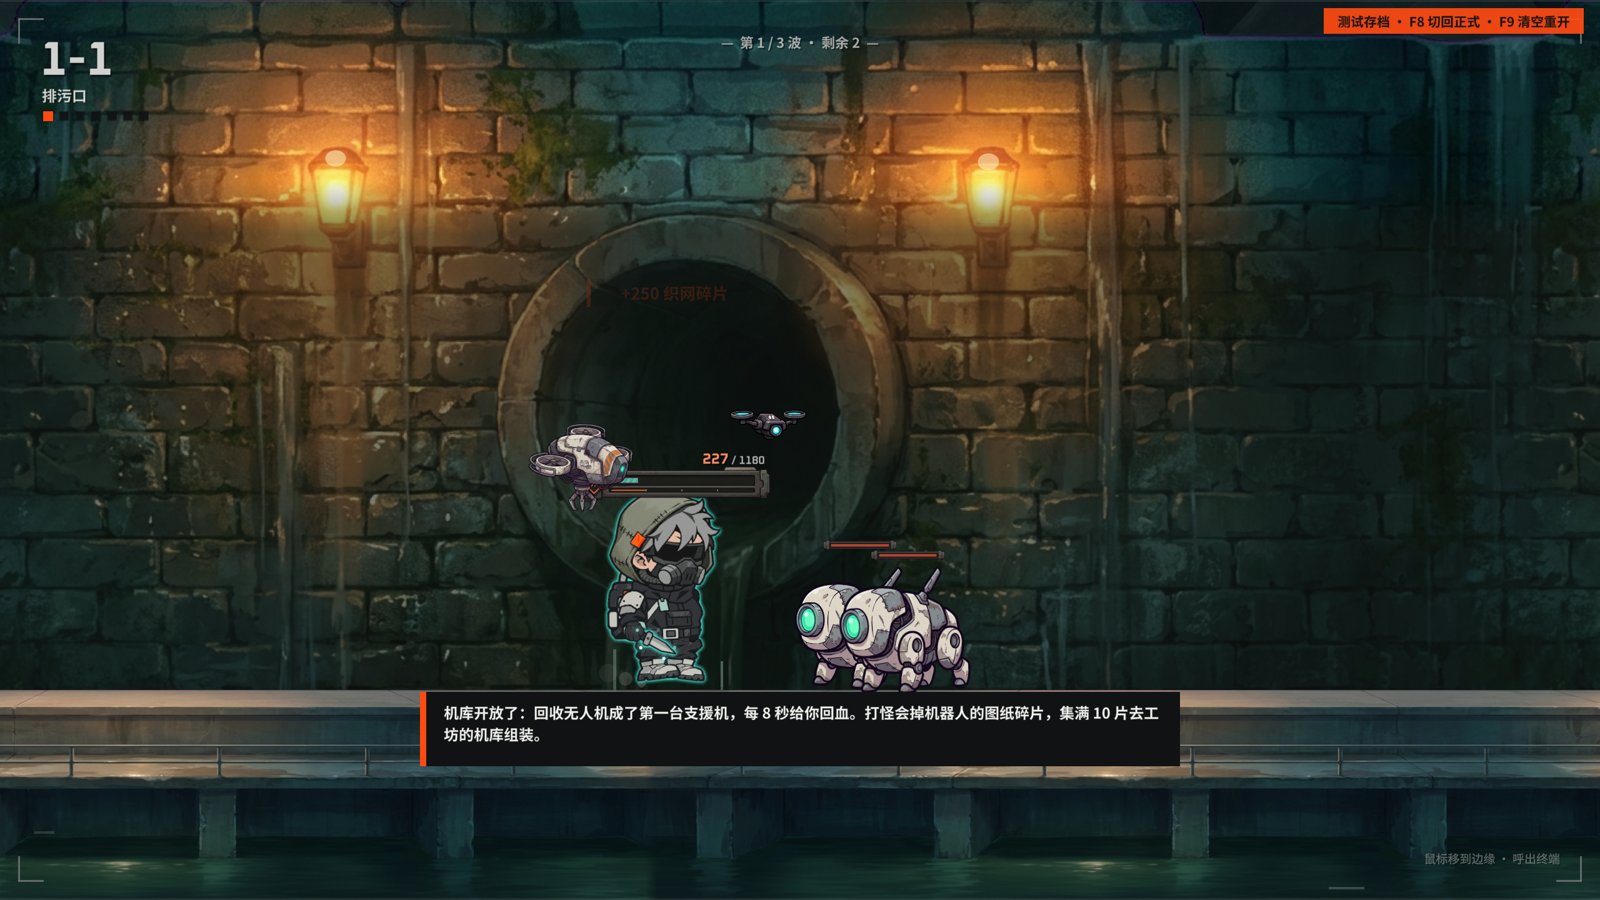 测试存档 · F8 切回正式 · F9 清空重开
— 第 1 / 3 波 · 剩余 2 —
1-1
排污口
+250 织网碎片
227 / 1180
机库开放了：回收无人机成了第一台支援机，每 8 秒给你回血。打怪会掉机器人的图纸碎片，集满 10 片去工
坊的机库组装。
鼠标移到边缘 · 呼出终端